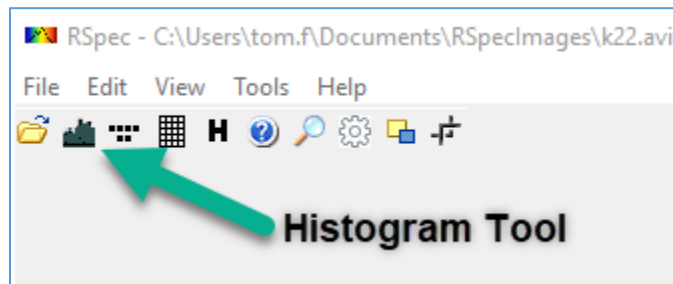 RSpec - C:\Users\tom.f\Documents\RSpecImages\k22.avi
File Edit View Tools Help
H
Histogram Tool